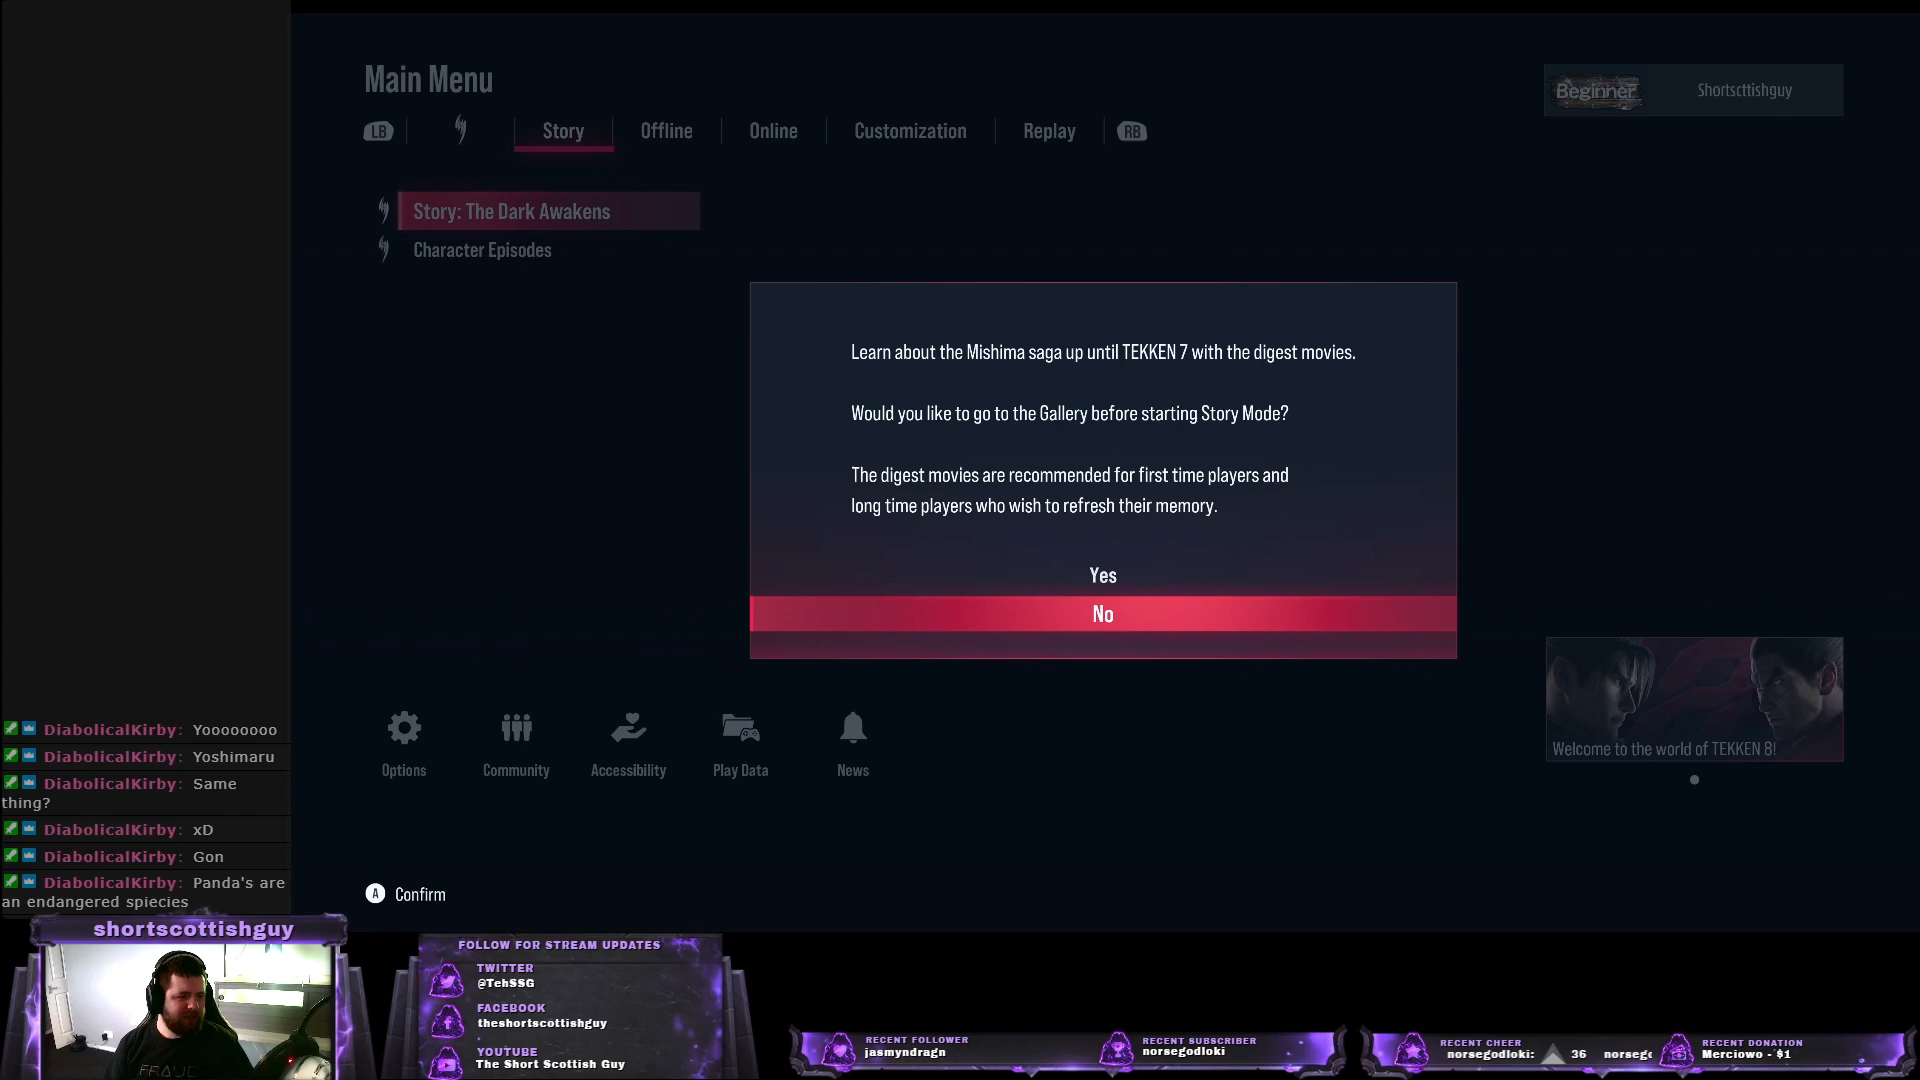 Main Menu
Beginner
Shortscttishguy
LB
Story
Offline
Online
Customization
Replay
RB
Story: The Dark Awakens
Character Episodes
Learn about the Mishima saga up until TEKKEN 7 with the digest movies.
Would you like to go to the Gallery before starting Story Mode?
The digest movies are recommended for first time players and
long time players who wish to refresh their memory.
Yes
No
Options
Community
Accessibility
Play Data
News
Welcome to the world of TEKKEN 8!
A Confirm
DiabolicalKirby: Yoooooooo
DiabolicalKirby: Yoshimaru
DiabolicalKirby: Same
thing?
DiabolicalKirby: xD
DiabolicalKirby: Gon
DiabolicalKirby: Panda's are
an endangered spiecies
shortscottishguy
FRAUD
FOLLOW FOR STREAM UPDATES
TWITTER
@TehSSG
FACEBOOK
theshortscottishguy
YOUTUBE
The Short Scottish Guy
RECENT FOLLOWER
jasmyndragn
RECENT SUBSCRIBER
norsegodloki
RECENT CHEER
norsegodloki: 36 norseg
RECENT DONATION
Merciowo - $1